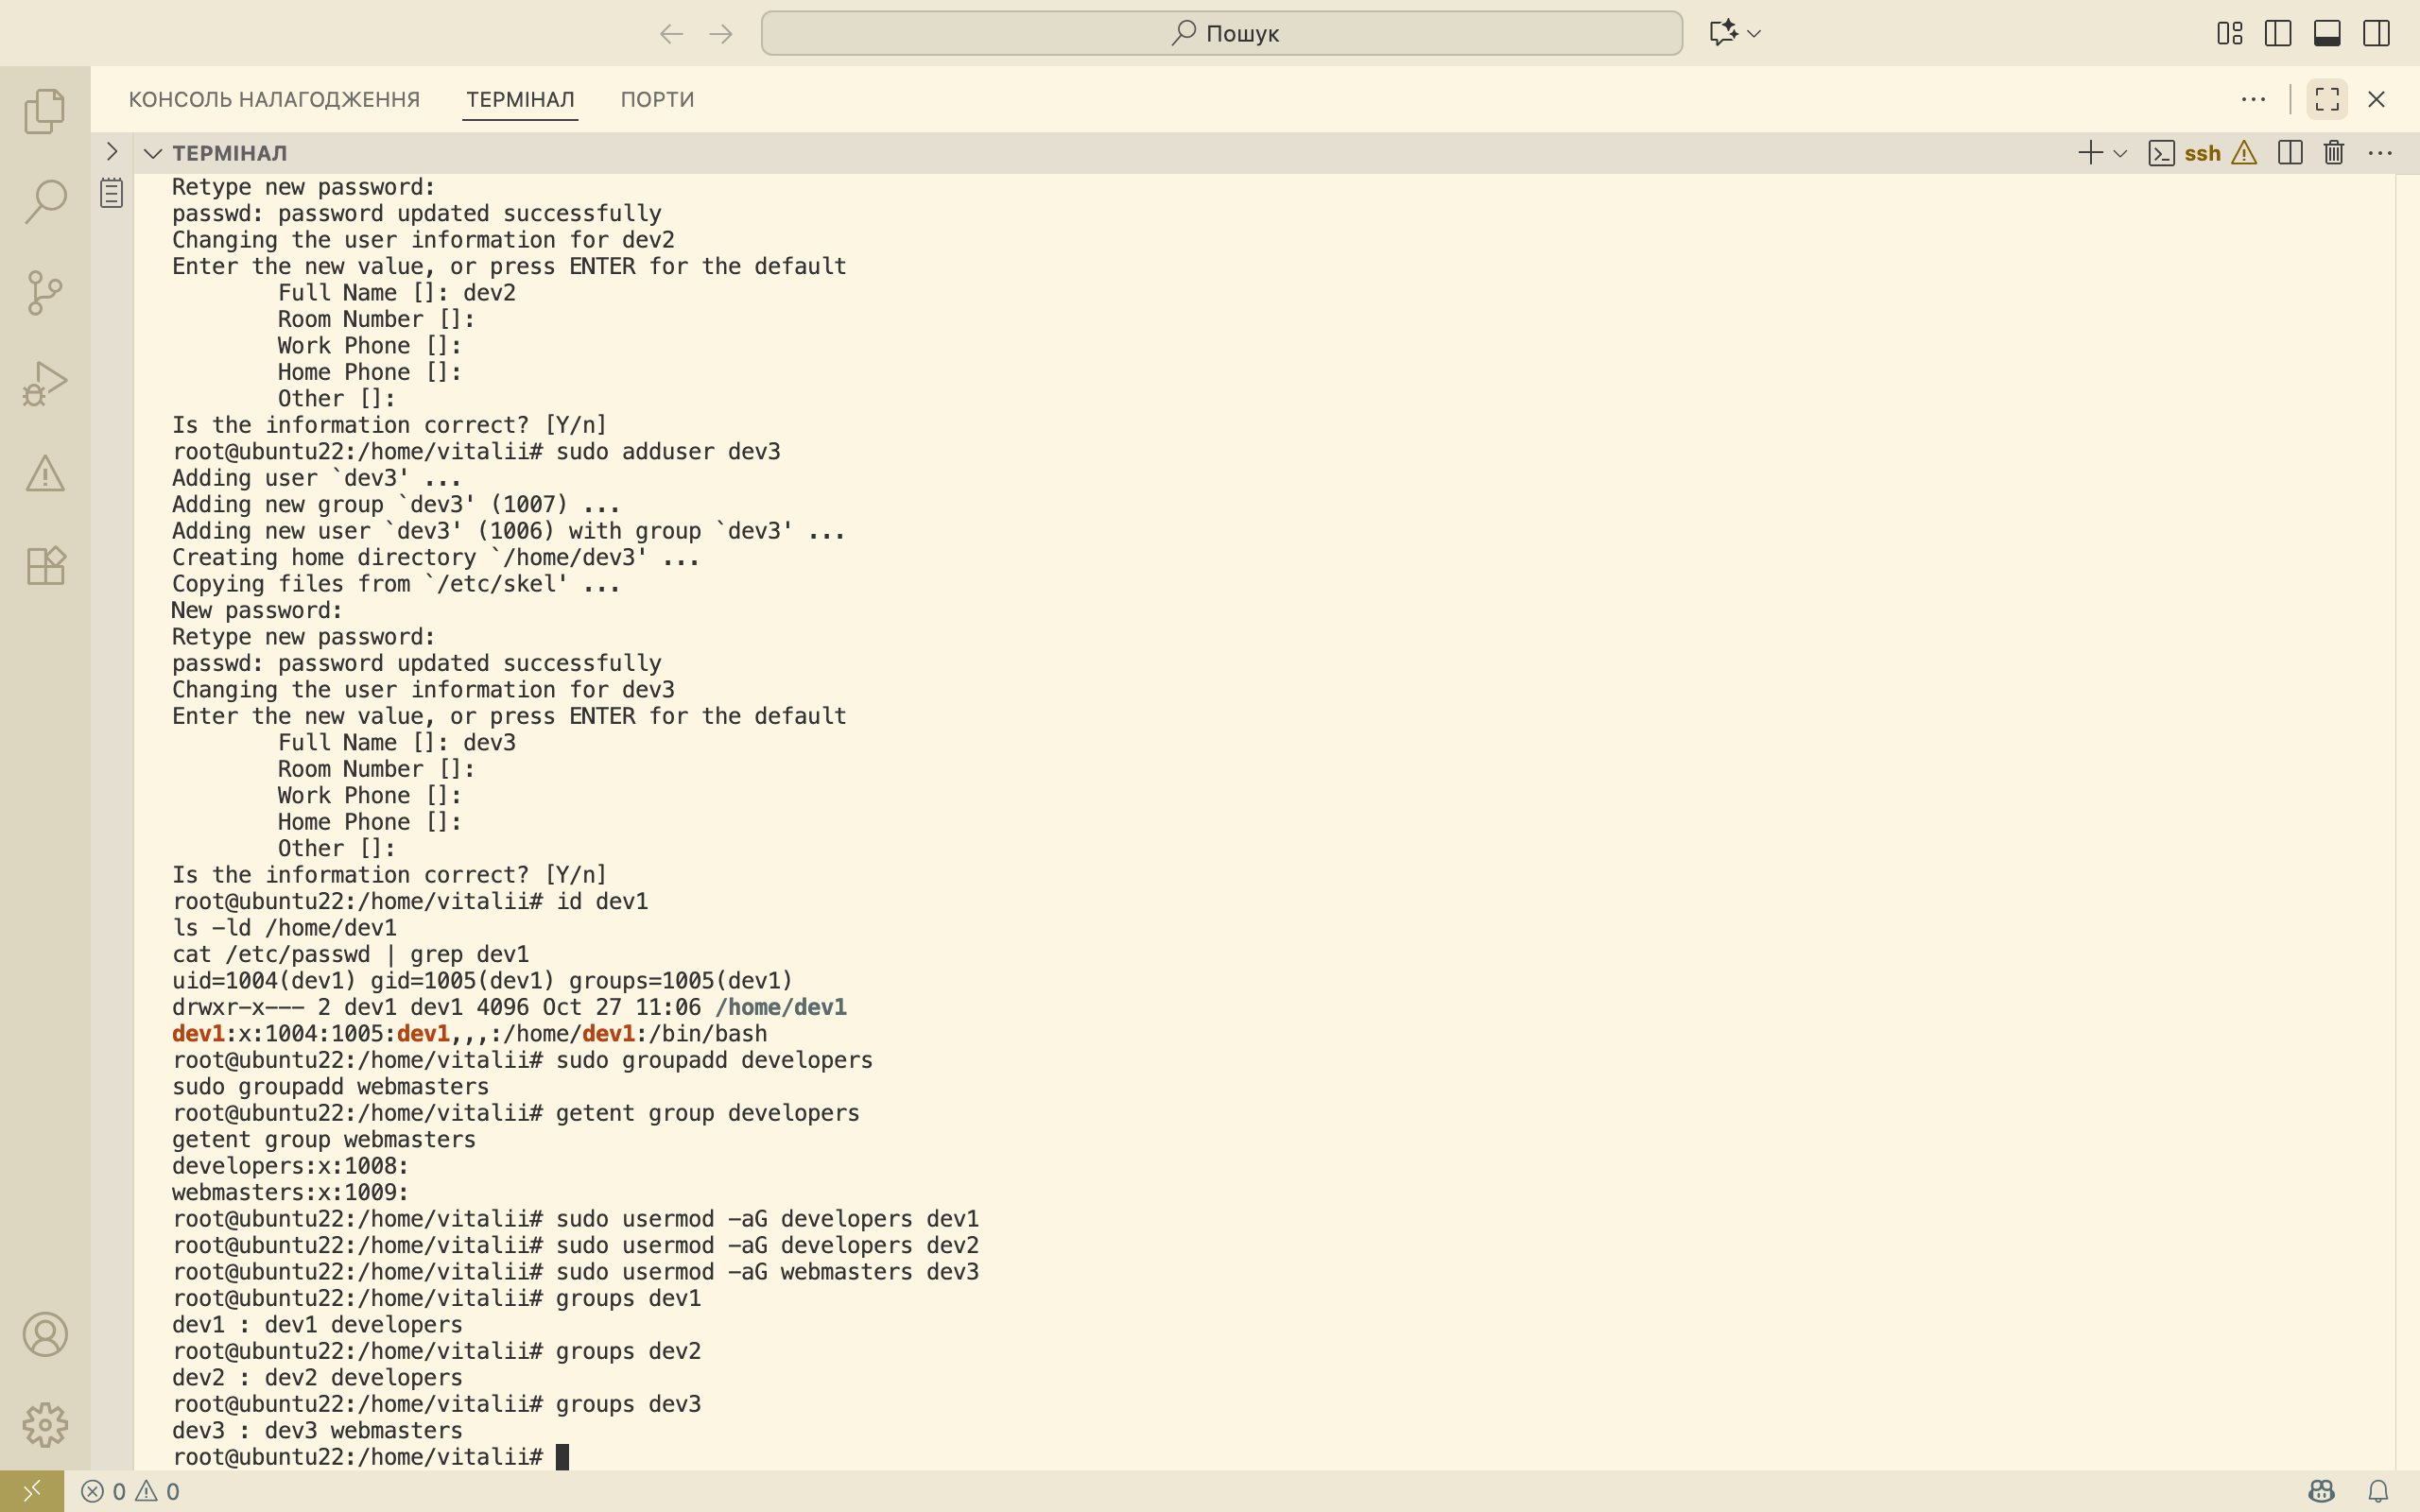 Пошук
КОНСОЛЬ НАЛАГОДЖЕННЯ ТЕРМІНАЛ ПОРТИ
ТЕРМІНАЛ ssh
Retype new password:
passwd: password updated successfully
Changing the user information for dev2
Enter the new value, or press ENTER for the default
        Full Name []: dev2
        Room Number []:
        Work Phone []:
        Home Phone []:
        Other []:
Is the information correct? [Y/n]
root@ubuntu22:/home/vitalii# sudo adduser dev3
Adding user `dev3' ...
Adding new group `dev3' (1007) ...
Adding new user `dev3' (1006) with group `dev3' ...
Creating home directory `/home/dev3' ...
Copying files from `/etc/skel' ...
New password:
Retype new password:
passwd: password updated successfully
Changing the user information for dev3
Enter the new value, or press ENTER for the default
        Full Name []: dev3
        Room Number []:
        Work Phone []:
        Home Phone []:
        Other []:
Is the information correct? [Y/n]
root@ubuntu22:/home/vitalii# id dev1
ls -ld /home/dev1
cat /etc/passwd | grep dev1
uid=1004(dev1) gid=1005(dev1) groups=1005(dev1)
drwxr-x--- 2 dev1 dev1 4096 Oct 27 11:06 /home/dev1
dev1:x:1004:1005:dev1,,,:/home/dev1:/bin/bash
root@ubuntu22:/home/vitalii# sudo groupadd developers
sudo groupadd webmasters
root@ubuntu22:/home/vitalii# getent group developers
getent group webmasters
developers:x:1008:
webmasters:x:1009:
root@ubuntu22:/home/vitalii# sudo usermod -aG developers dev1
root@ubuntu22:/home/vitalii# sudo usermod -aG developers dev2
root@ubuntu22:/home/vitalii# sudo usermod -aG webmasters dev3
root@ubuntu22:/home/vitalii# groups dev1
dev1 : dev1 developers
root@ubuntu22:/home/vitalii# groups dev2
dev2 : dev2 developers
root@ubuntu22:/home/vitalii# groups dev3
dev3 : dev3 webmasters
root@ubuntu22:/home/vitalii#
0 0